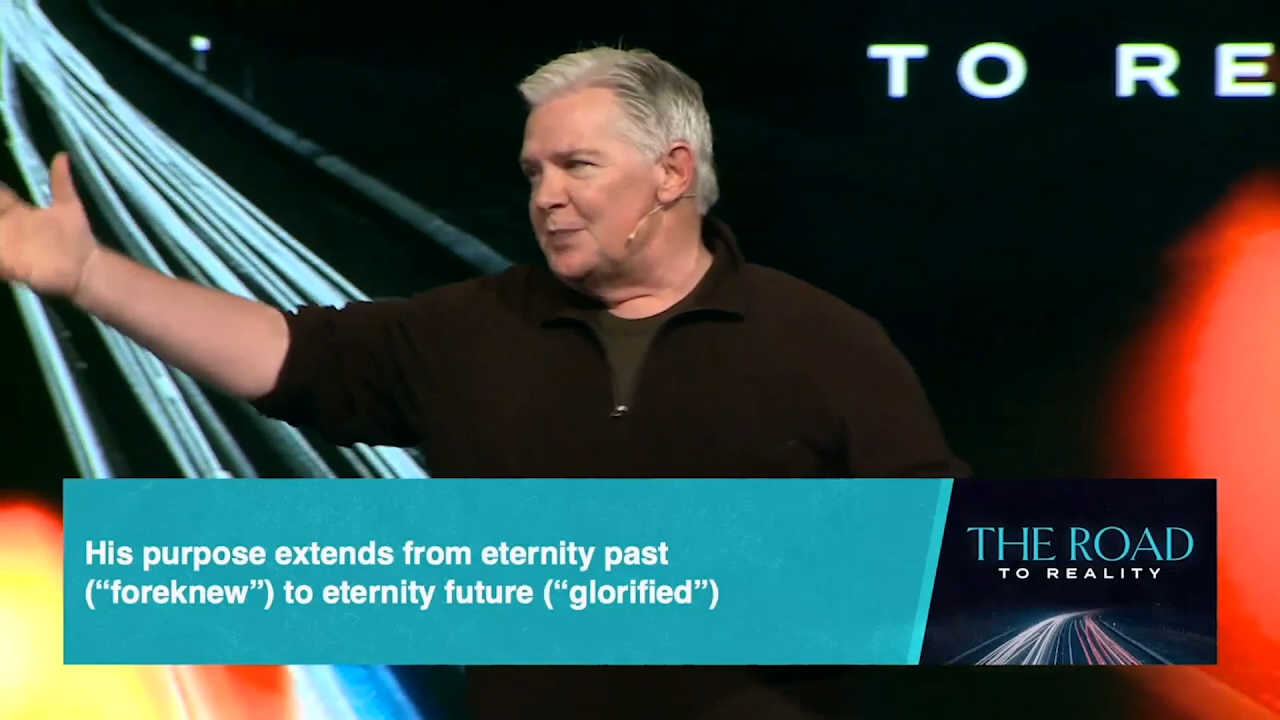 TO RE
His purpose extends from eternity past
(“foreknew”) to eternity future (“glorified”)
THE ROAD
TO REALITY